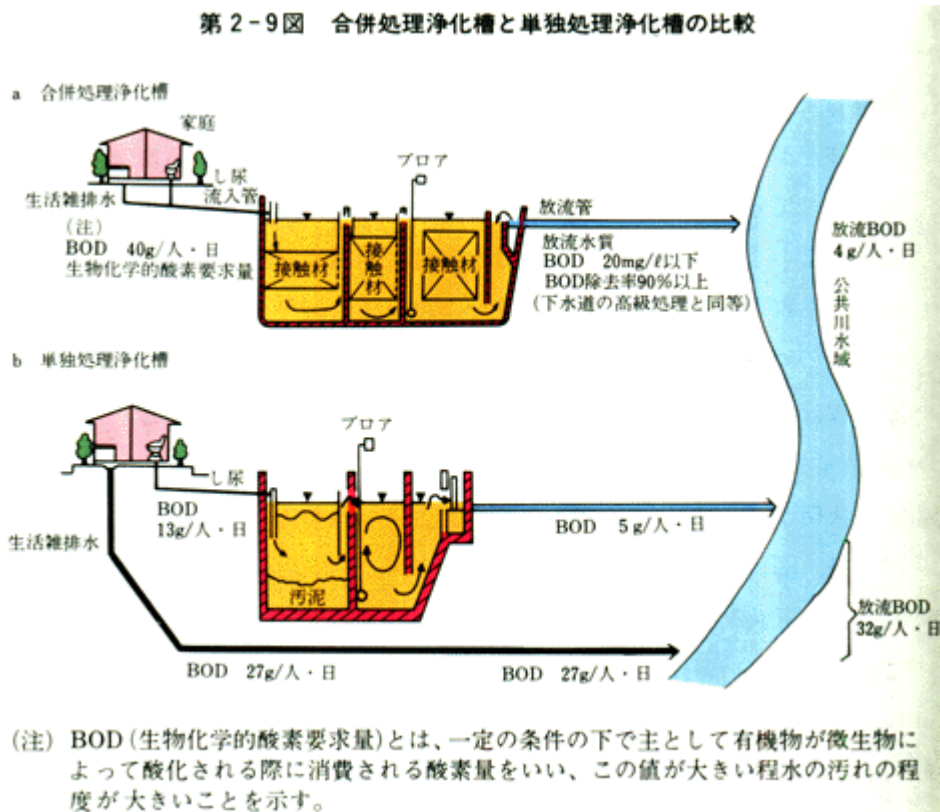 第2-9図 合併処理浄化槽と単独処理浄化槽の比較
a 合併処理浄化槽
家庭
ブロア
し尿
流入管
生活雑排水
(注)
BOD 40g/人・日
生物化学的酸素要求量
接触材
接触材
接触材
放流管
放流水質
BOD 20mg/ℓ以下
BOD除去率90%以上
(下水道の高級処理と同等)
放流BOD
4g/人・日
公共川水域
b 単独処理浄化槽
ブロア
し尿
BOD
13g/人・日
生活雑排水
汚泥
BOD 5g/人・日
放流BOD
32g/人・日
BOD 27g/人・日
BOD 27g/人・日
(注) BOD(生物化学的酸素要求量)とは、一定の条件の下で主として有機物が微生物に
よって酸化される際に消費される酸素量をいい、この値が大きい程水の汚れの程
度が大きいことを示す。